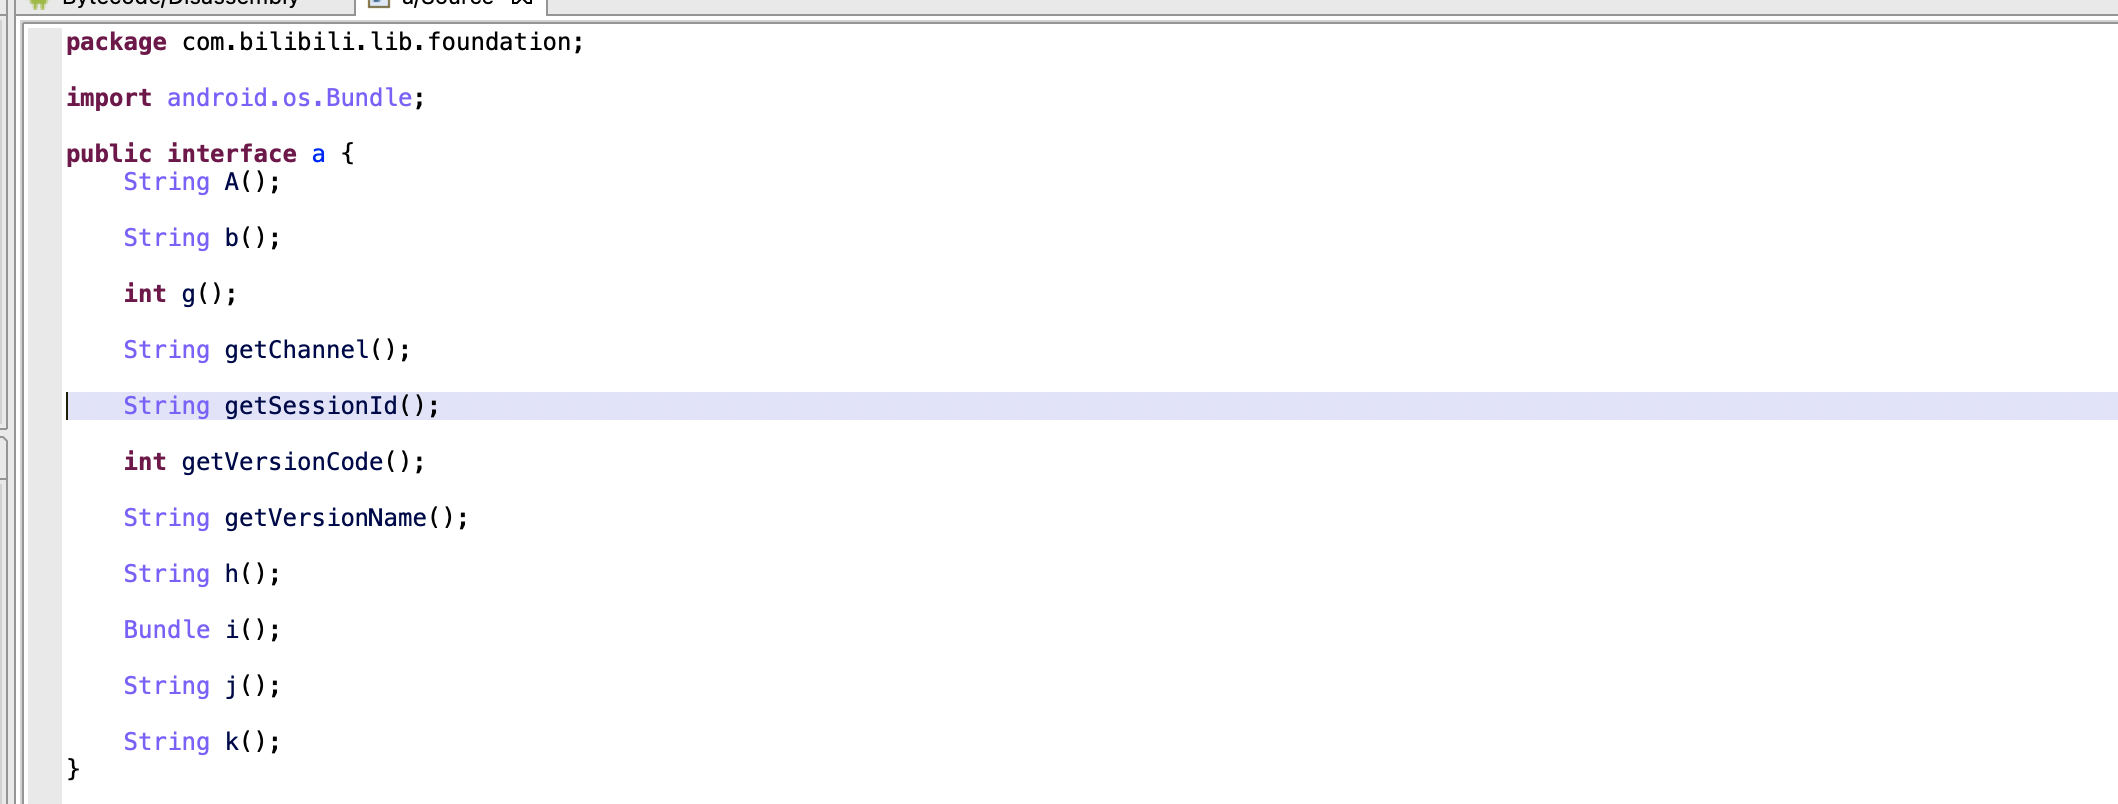 Bytecode/Disassembly
a/Source
package com.bilibili.lib.foundation;
import android.os.Bundle;
public interface a {
String A();
String b();
int g();
String getChannel();
String getSessionId();
int getVersionCode();
String getVersionName();
String h();
Bundle i();
String j();
String k();
}